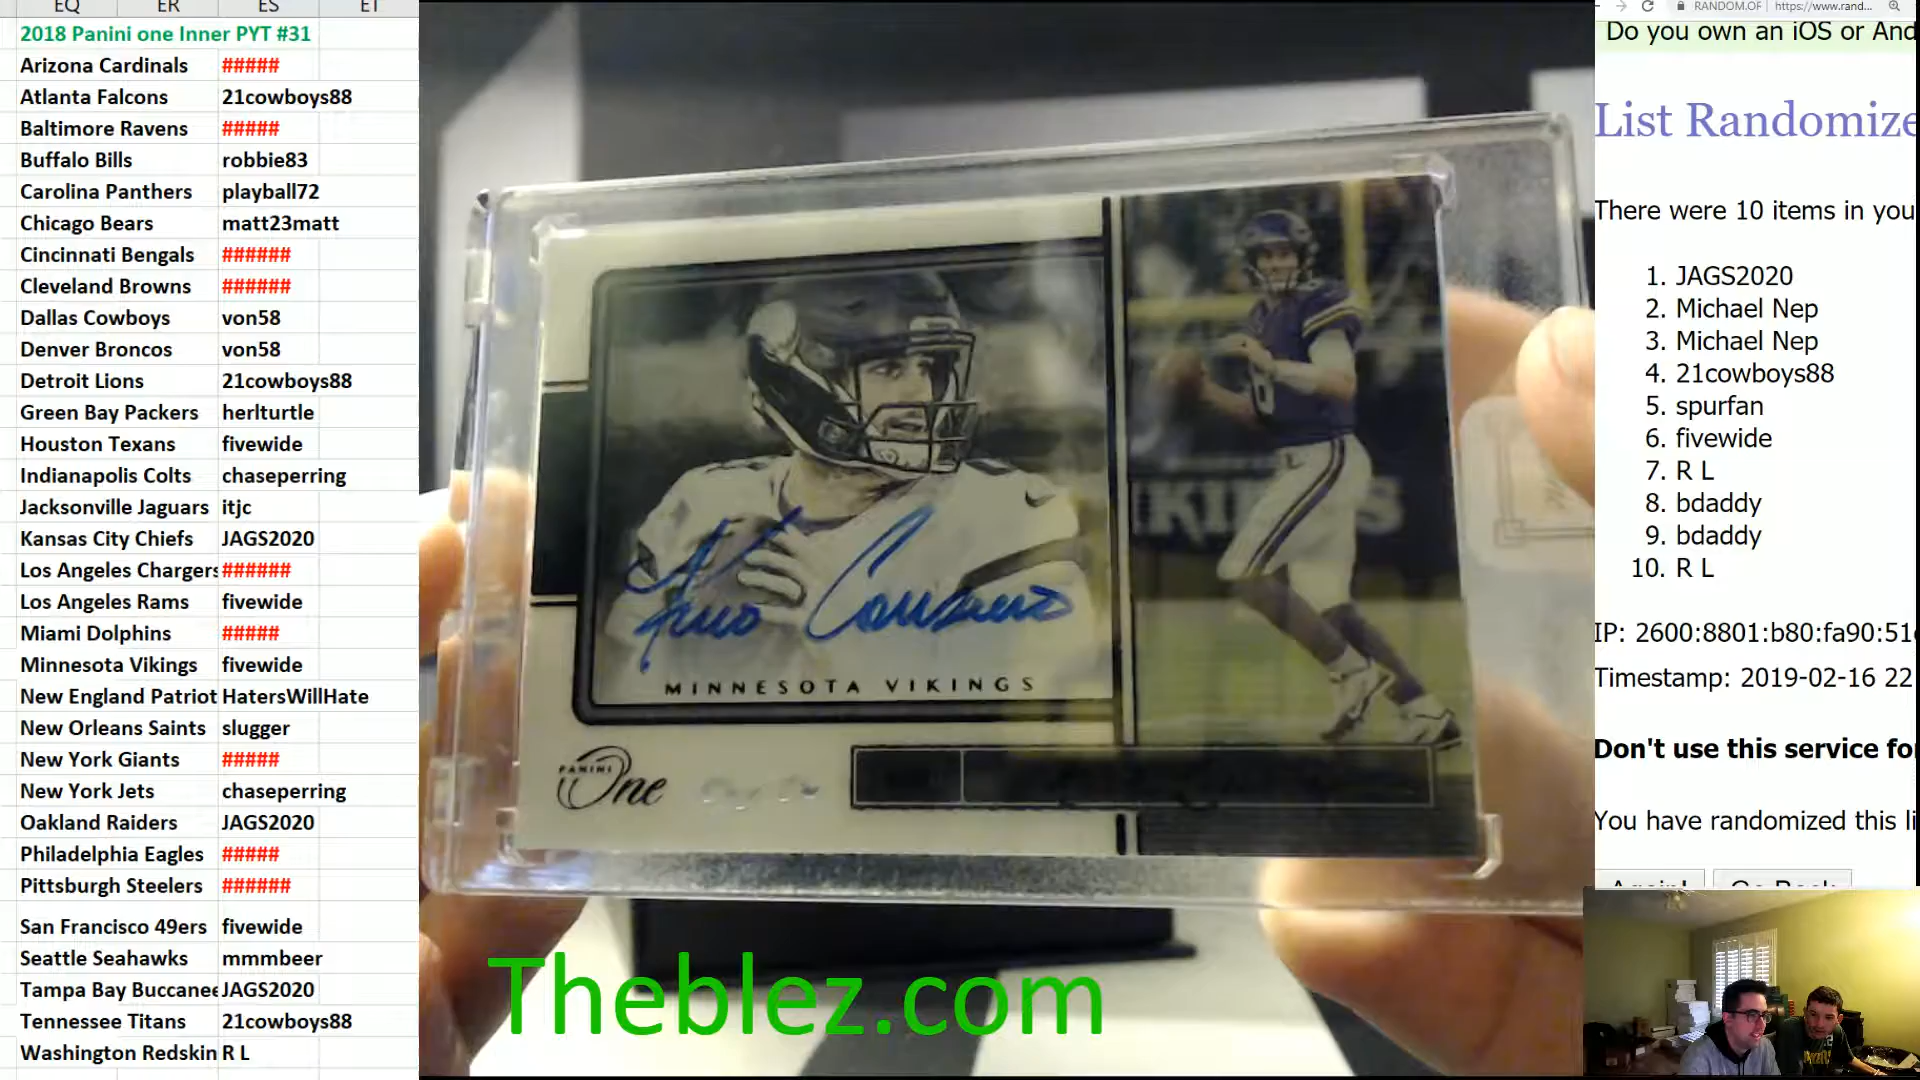 EQ ER ES ET
2018 Panini one Inner PYT #31
Arizona Cardinals #####
Atlanta Falcons 21cowboys88
Baltimore Ravens #####
Buffalo Bills robbie83
Carolina Panthers playball72
Chicago Bears matt23matt
Cincinnati Bengals ######
Cleveland Browns ######
Dallas Cowboys von58
Denver Broncos von58
Detroit Lions 21cowboys88
Green Bay Packers herlturtle
Houston Texans fivewide
Indianapolis Colts chaseperring
Jacksonville Jaguars itjc
Kansas City Chiefs JAGS2020
Los Angeles Chargers ######
Los Angeles Rams fivewide
Miami Dolphins #####
Minnesota Vikings fivewide
New England Patriot HatersWillHate
New Orleans Saints slugger
New York Giants #####
New York Jets chaseperring
Oakland Raiders JAGS2020
Philadelphia Eagles #####
Pittsburgh Steelers ######
San Francisco 49ers fivewide
Seattle Seahawks mmmbeer
Tampa Bay Buccanee JAGS2020
Tennessee Titans 21cowboys88
Washington Redskin R L
MINNESOTA VIKINGS
PANINI
One
Theblez.com
RANDOM.OF https://www.rand...
Do you own an iOS or And
List Randomize
There were 10 items in you
1. JAGS2020
2. Michael Nep
3. Michael Nep
4. 21cowboys88
5. spurfan
6. fivewide
7. R L
8. bdaddy
9. bdaddy
10. R L
IP: 2600:8801:b80:fa90:51
Timestamp: 2019-02-16 22
Don't use this service fo
You have randomized this li
Again! Go Back